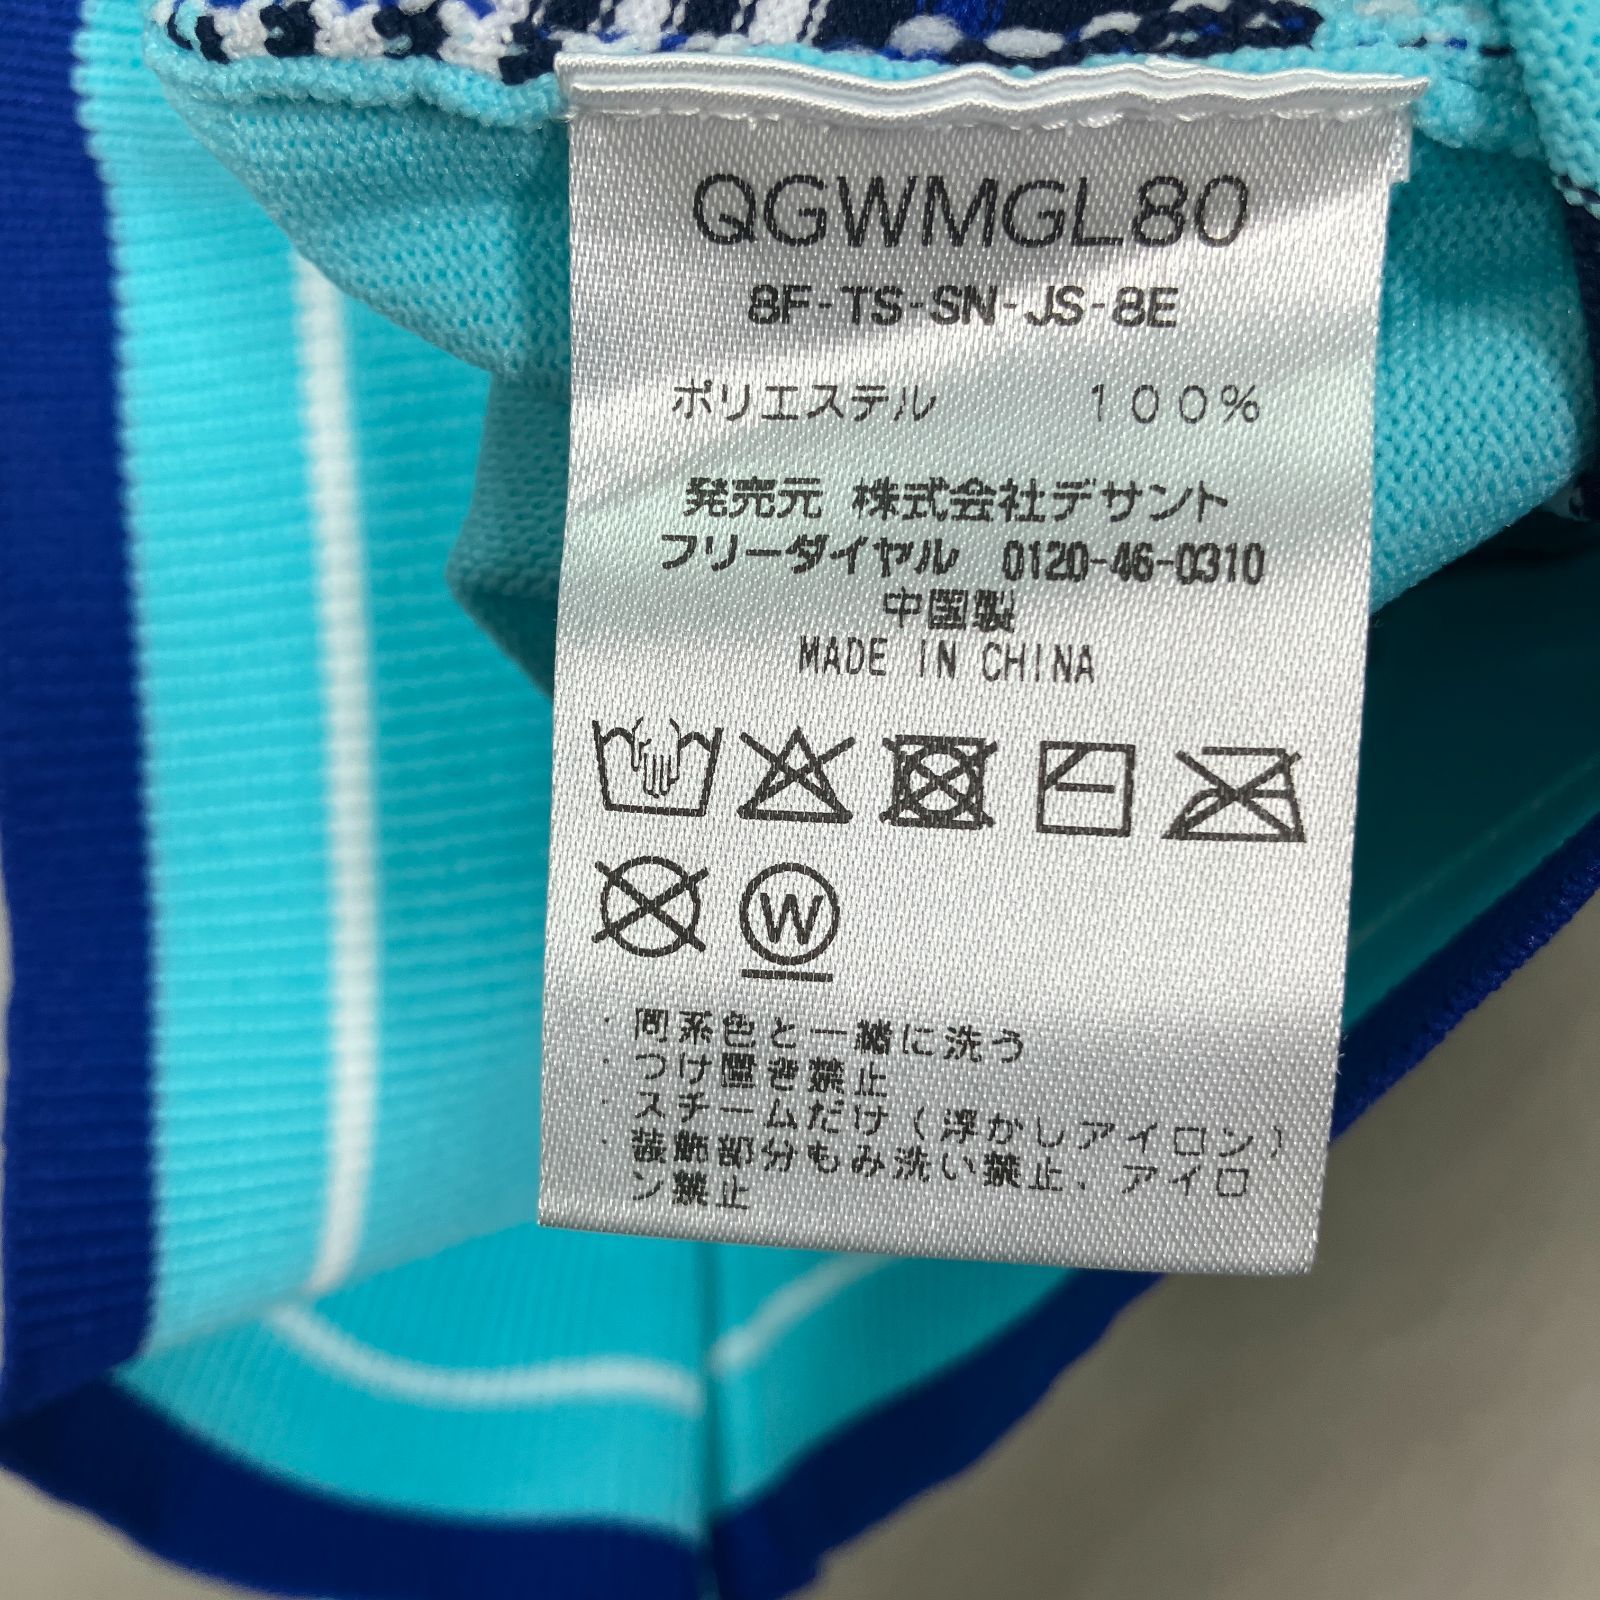 QGWMGL80
8F-TS-SN-JS-8E
ポリエステル 100%
発売元 株式会社デサント
フリーダイヤル 0120-46-0310
中国製
MADE IN CHINA
W
・同系色と一緒に洗う
・つけ置き禁止
・スチームだけ(浮かしアイロン)
・装飾部分もみ洗い禁止、アイロ
ン禁止